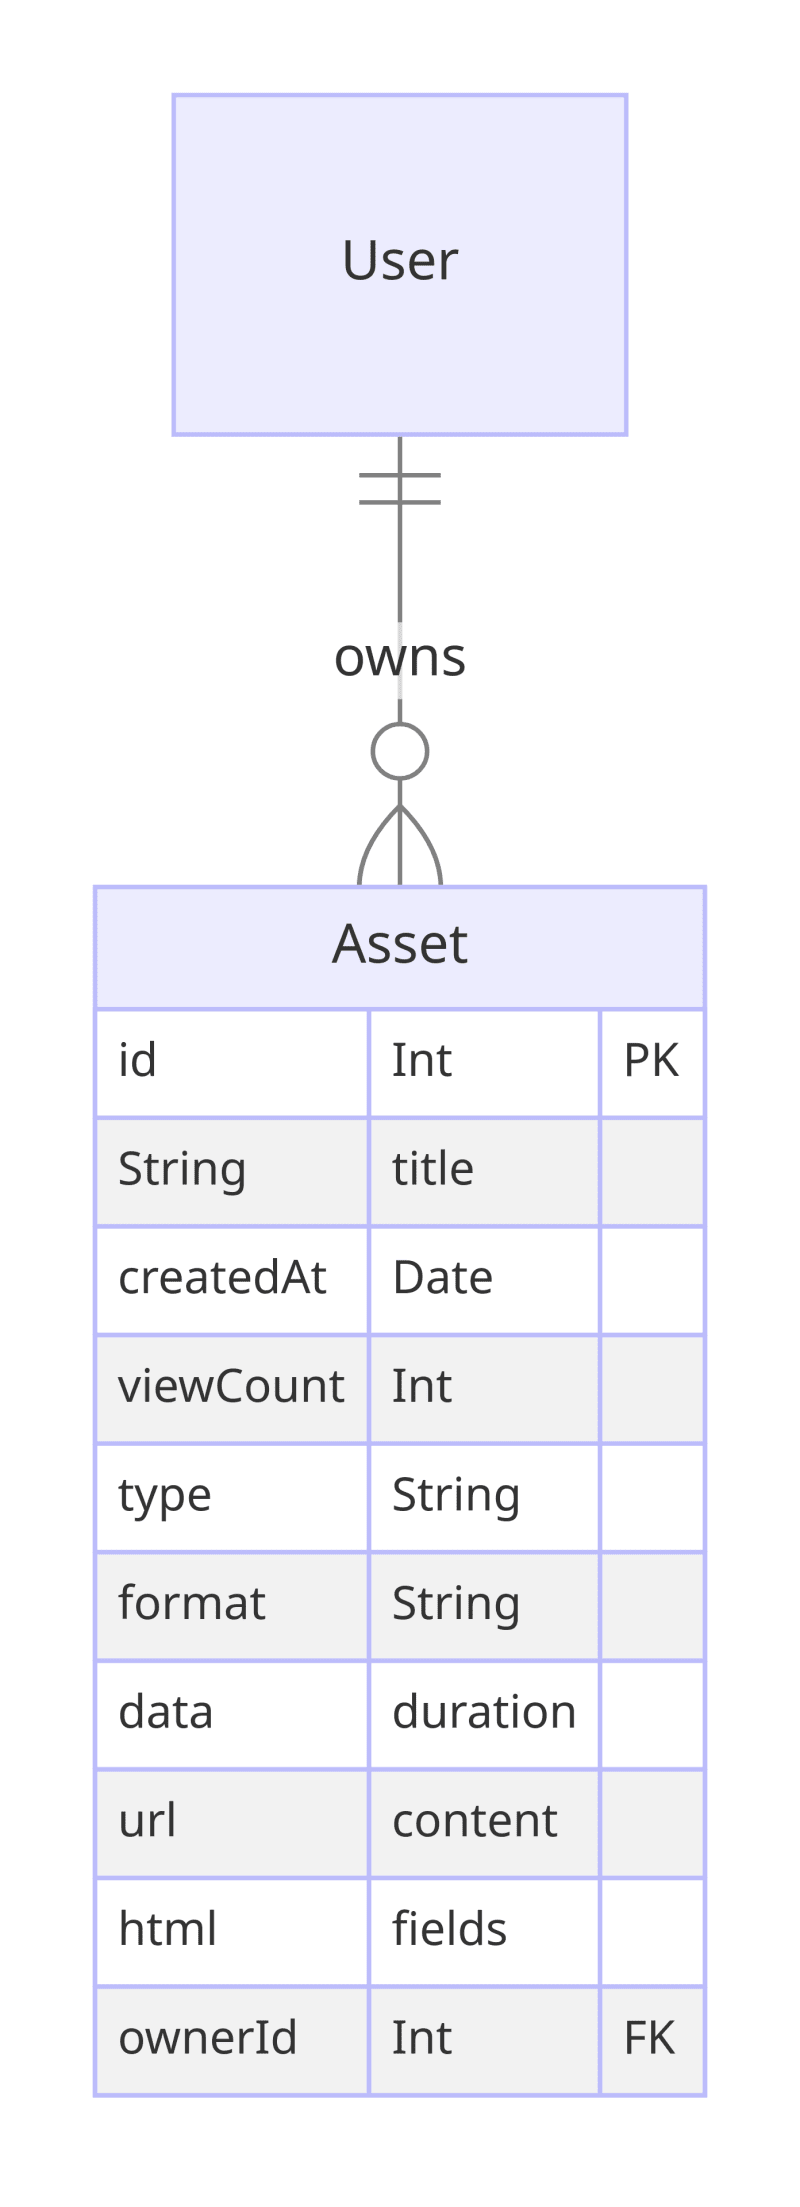 User
owns
Asset
id Int PK
String title
createdAt Date
viewCount Int
type String
format String
data duration
url content
html fields
ownerId Int FK